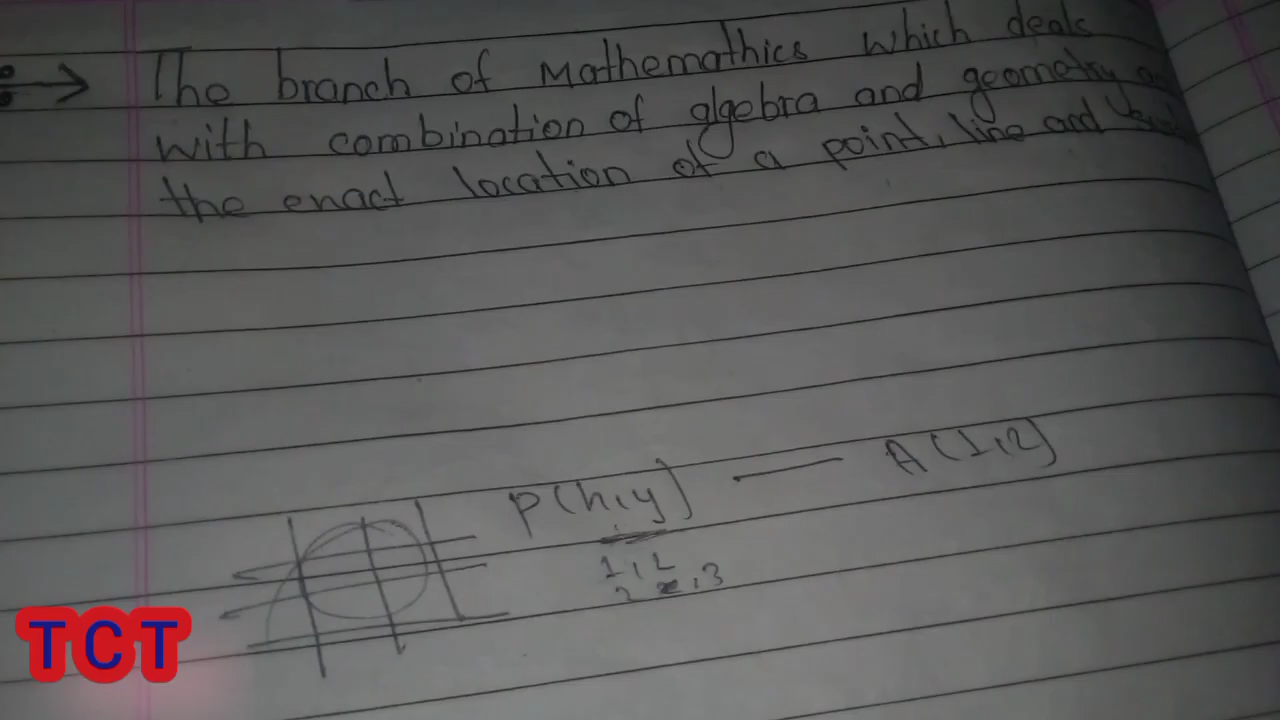 The branch of Mathemathics which deals
with combination of glgebra and geometry
the enact location of a point, line and
P(h,y) — A(1,2)
1,2
2 ,3
TCT